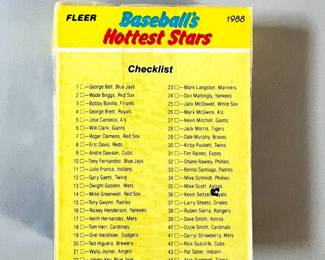 FLEER
Baseball's
1988
Hottest Stars
Checklist
1 George Bell, Blue Jays
2 Wade Boggs, Red Sox
3 Bobby Bonilla, Pirates
4 George Brett, Royals
5 Jose Canseco, A's
6 Will Clark, Giants
7 Roger Clemens, Red Sox
8 Eric Davis, Reds
9 Andre Dawson, Cubs
10 Tony Fernandez, Blue Jays
11 Julio Franco, Indians
12 Gary Gaetti, Twins
13 Dwight Gooden, Mets
14 Mike Greenwell, Red Sox
15 Tony Gwynn, Padres
16 Rickey Henderson, Yankees
17 Keith Hernandez, Mets
18 Tom Herr, Cardinals
19 Orel Hershiser, Dodgers
20 Ted Higuera, Brewers
21 Wally Joyner, Angels
23 Mark Langston, Mariners
24 Don Mattingly, Yankees
25 Jack McDowell, White Sox
26 Mark McGwire, A's
27 Kevin Mitchell, Giants
28 Jack Morris, Tigers
29 Dale Murphy, Braves
30 Kirby Puckett, Twins
31 Tim Raines, Expos
32 Shane Rawley, Phillies
33 Benito Santiago, Padres
34 Mike Schmidt, Phillies
35 Mike Scott, Astros
36 Kevin Seitzer,
37 Larry Sheets, Orioles
38 Ruben Sierra, Rangers
39 Dave Smith, Astros
40 Ozzie Smith, Cardinals
41 Darryl Strawberry, Mets
42 Rick Sutcliffe, Cubs
43 Pat Tabler, Indians